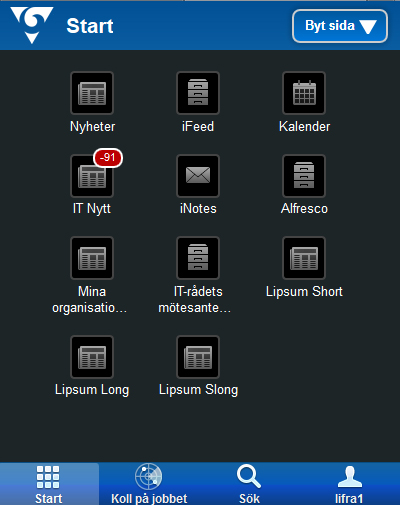 Start
Byt sida
Nyheter
iFeed
Kalender
-91
IT Nytt
iNotes
Alfresco
Mina
organisatio...
IT-rådets
mötesante...
Lipsum Short
Lipsum Long
Lipsum Slong
Start
Koll på jobbet
Sök
lifra1